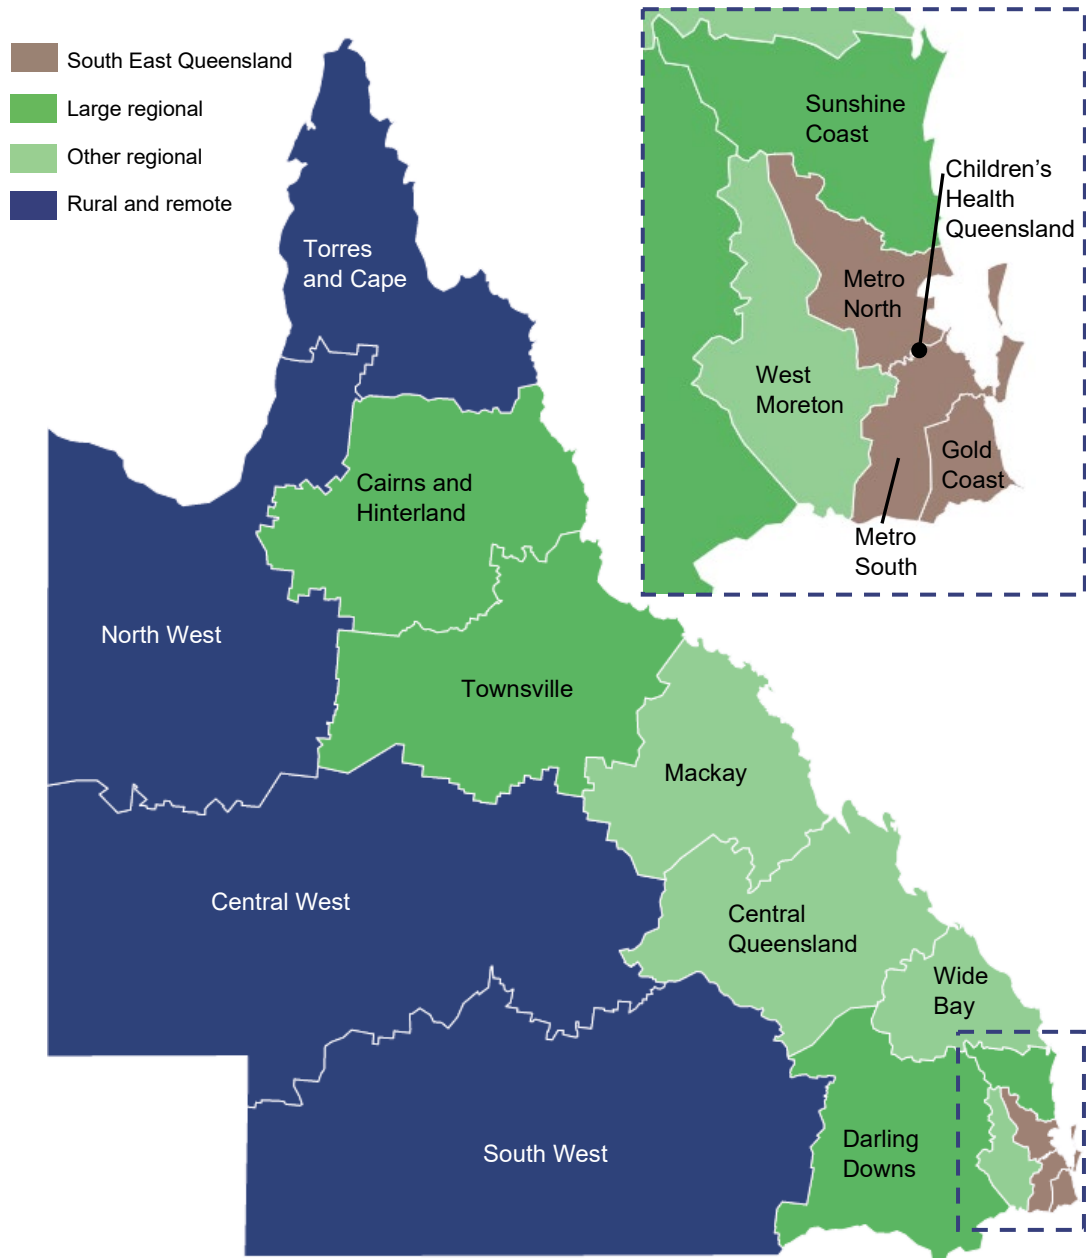 South East Queensland
Large regional
Other regional
Rural and remote
Torres
and Cape
Cairns and
Hinterland
North West
Townsville
Mackay
Central West
Central
Queensland
Wide
Bay
South West
Darling
Downs
Sunshine
Coast
Children’s
Health
Queensland
Metro
North
West
Moreton
Gold
Coast
Metro
South